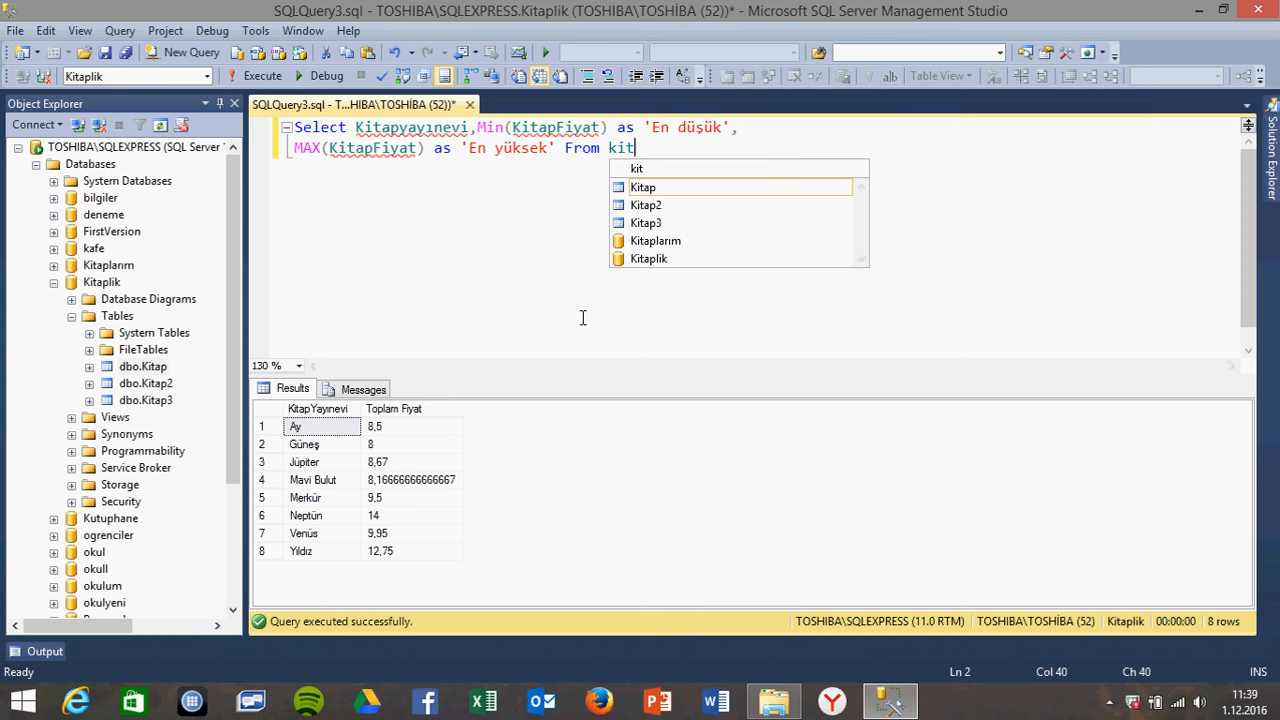 SQLQuery3.sql - TOSHIBA\SQLEXPRESS.Kitaplik (TOSHIBA\TOSHİBA (52))* - Microsoft SQL Server Management Studio
File Edit View Query Project Debug Tools Window Help
New Query
Kitaplik Execute Debug Table View
Object Explorer
Connect
TOSHIBA\SQLEXPRESS (SQL Server
Databases
System Databases
bilgiler
deneme
FirstVersion
kafe
Kitaplarım
Kitaplik
Database Diagrams
Tables
System Tables
FileTables
dbo.Kitap
dbo.Kitap2
dbo.Kitap3
Views
Synonyms
Programmability
Service Broker
Storage
Security
Kutuphane
ogrenciler
okul
okull
okulum
okulyeni
SQLQuery3.sql - T...HIBA\TOSHİBA (52))*
Select Kitapyayınevi,Min(KitapFiyat) as 'En düşük',
MAX(KitapFiyat) as 'En yüksek' From kit
kit
Kitap
Kitap2
Kitap3
Kitaplarım
Kitaplik
130 %
Results Messages
KitapYayınevi Toplam Fiyat
1 Ay 8,5
2 Güneş 8
3 Jüpiter 8,67
4 Mavi Bulut 8,16666666666667
5 Merkür 9,5
6 Neptün 14
7 Venüs 9,95
8 Yıldız 12,75
Query executed successfully. TOSHIBA\SQLEXPRESS (11.0 RTM) TOSHIBA\TOSHİBA (52) Kitaplik 00:00:00 8 rows
Solution Explorer
Output
Ready Ln 2 Col 40 Ch 40 INS
11:39
1.12.2016